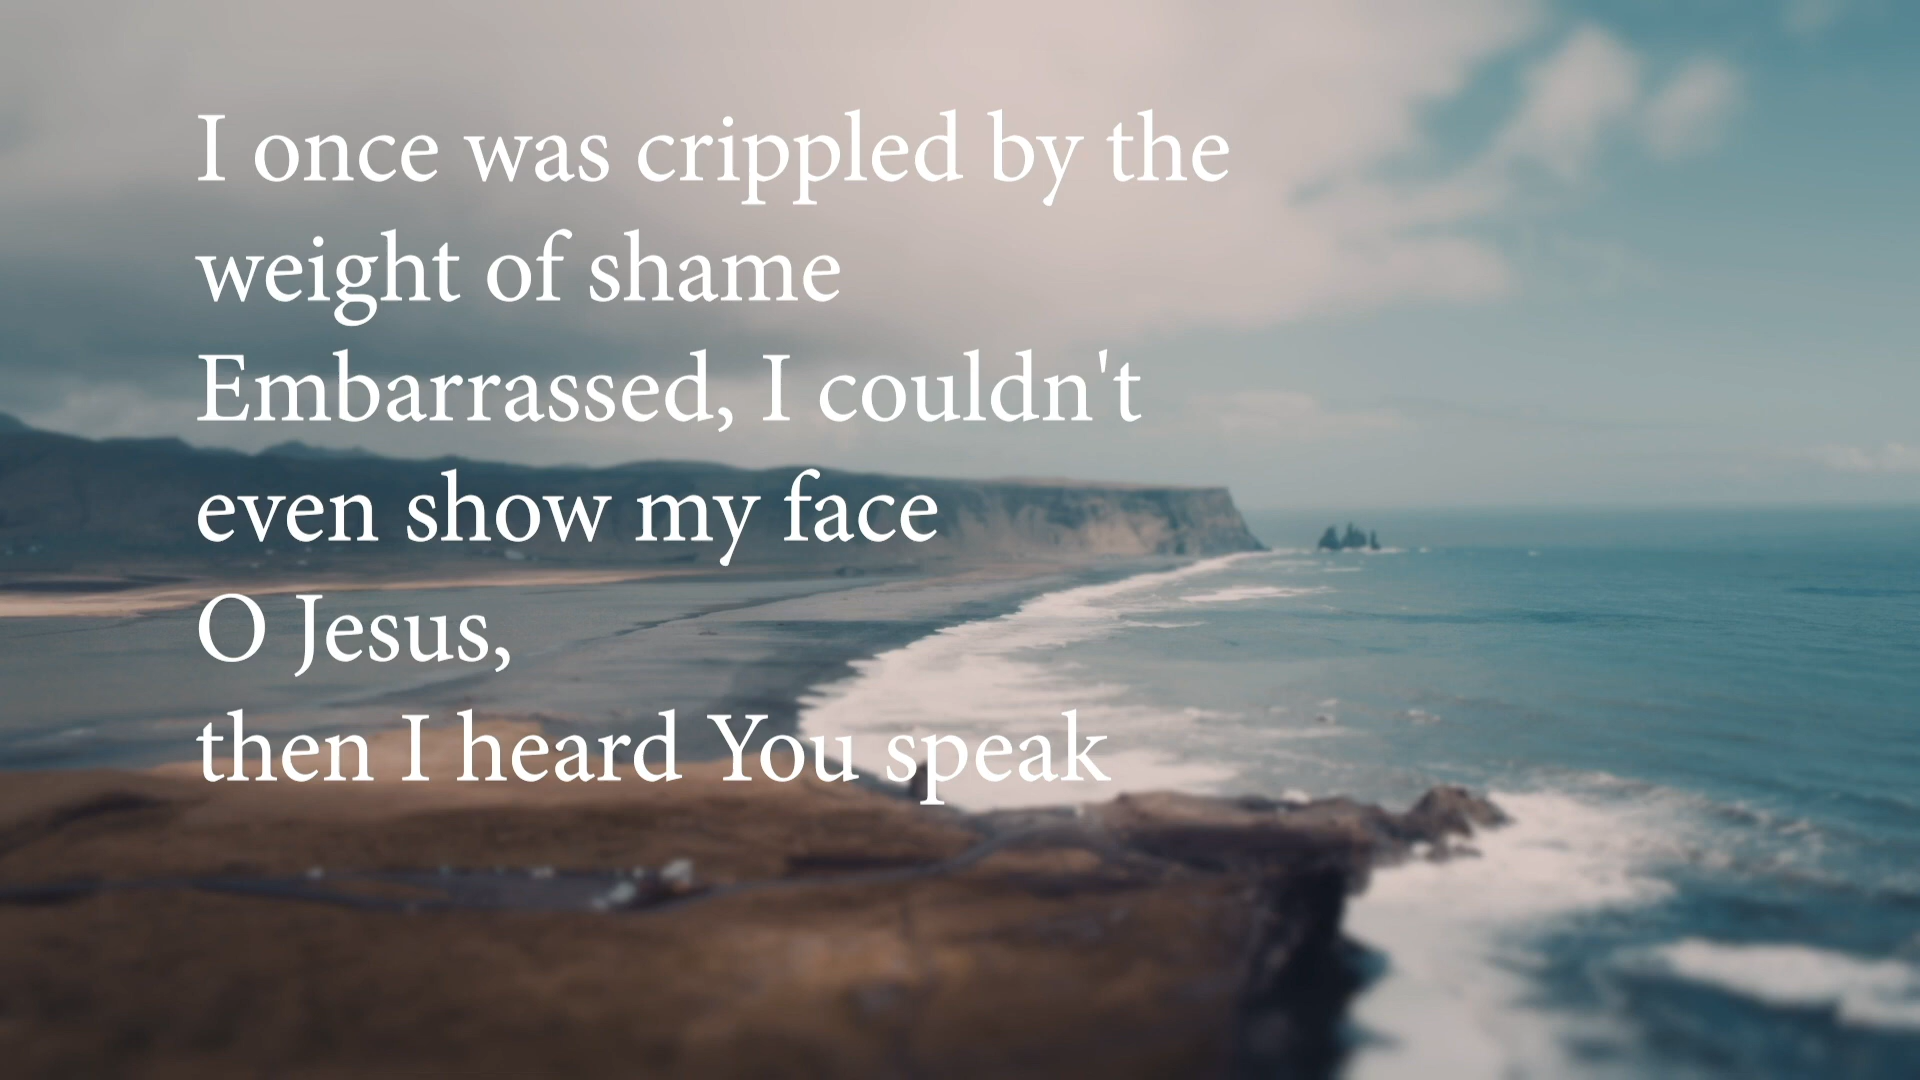 I once was crippled by the
weight of shame
Embarrassed, I couldn't
even show my face
O Jesus,
then I heard You speak